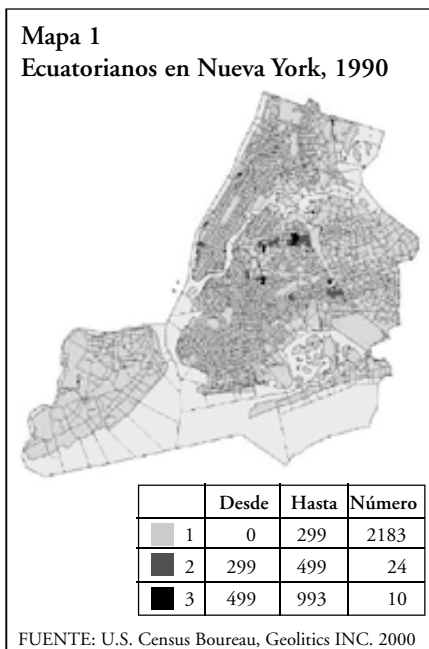 Mapa 1
Ecuatorianos en Nueva York, 1990
Desde Hasta Número
1 0 299 2183
2 299 499 24
3 499 993 10
FUENTE: U.S. Census Boureau, Geolitics INC. 2000